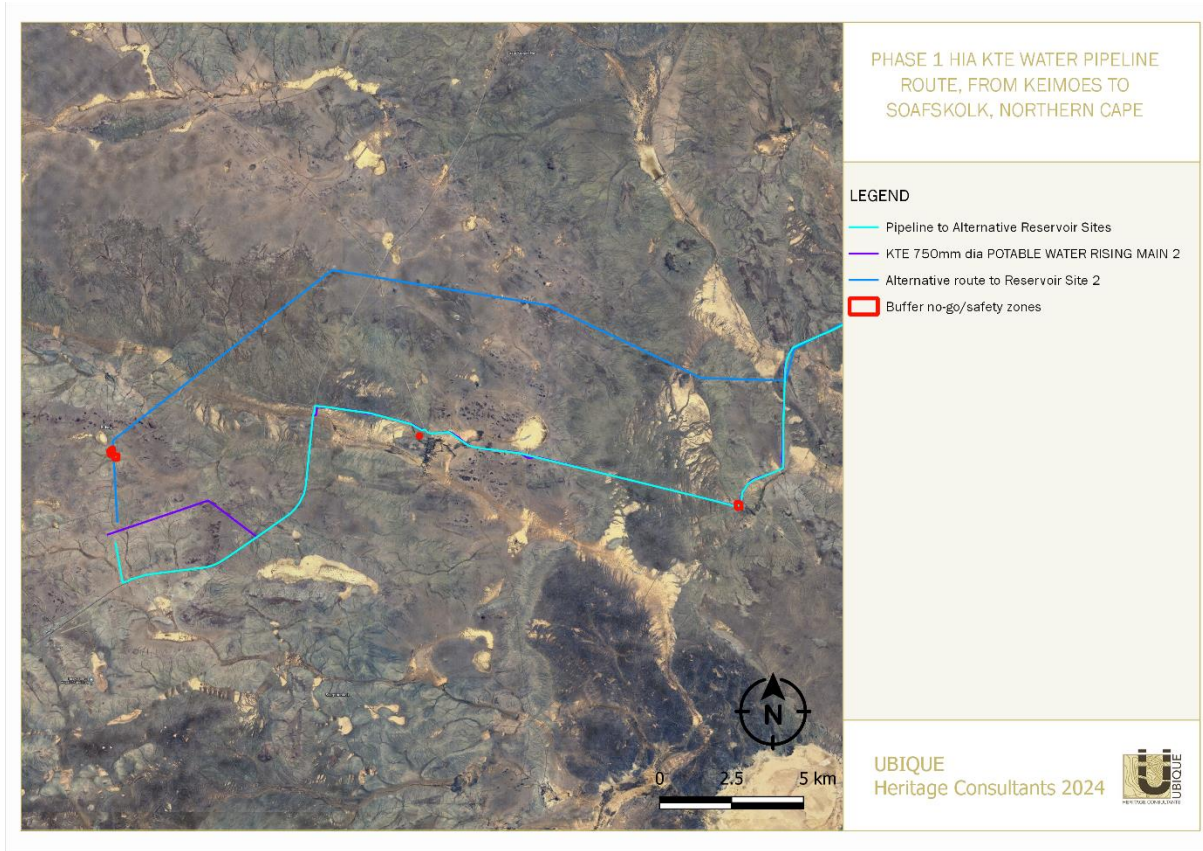 PHASE 1 HIA KTE WATER PIPELINE
ROUTE, FROM KEIMOES TO
SOAFSKOLK, NORTHERN CAPE
LEGEND
Pipeline to Alternative Reservoir Sites
KTE 750mm dia POTABLE WATER RISING MAIN 2
Alternative route to Reservoir Site 2
Buffer no-go/safety zones
N
0 2.5 5 km
UBIQUE
Heritage Consultants 2024
UBIQUE
HERITAGE CONSULTANTS